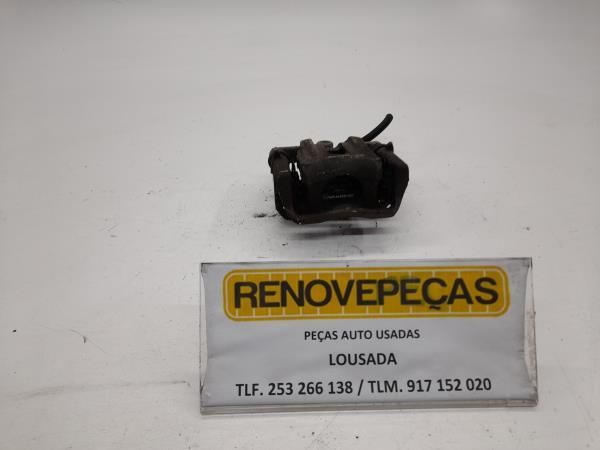 RENOVEPEÇAS
PEÇAS AUTO USADAS
LOUSADA
TLF. 253 266 138 / TLM. 917 152 020